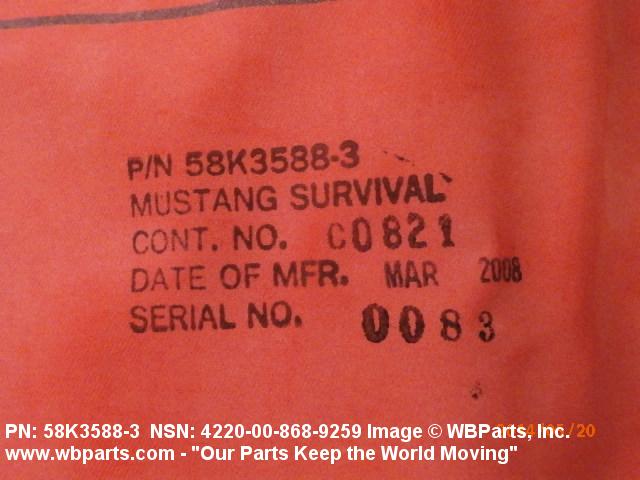 P/N 58K3588-3
MUSTANG SURVIVAL
CONT. NO. C0821
DATE OF MFR. MAR 2008
SERIAL NO. 0083
PN: 58K3588-3 NSN: 4220-00-868-9259 Image © WBParts, Inc.
www.wbparts.com - "Our Parts Keep the World Moving"